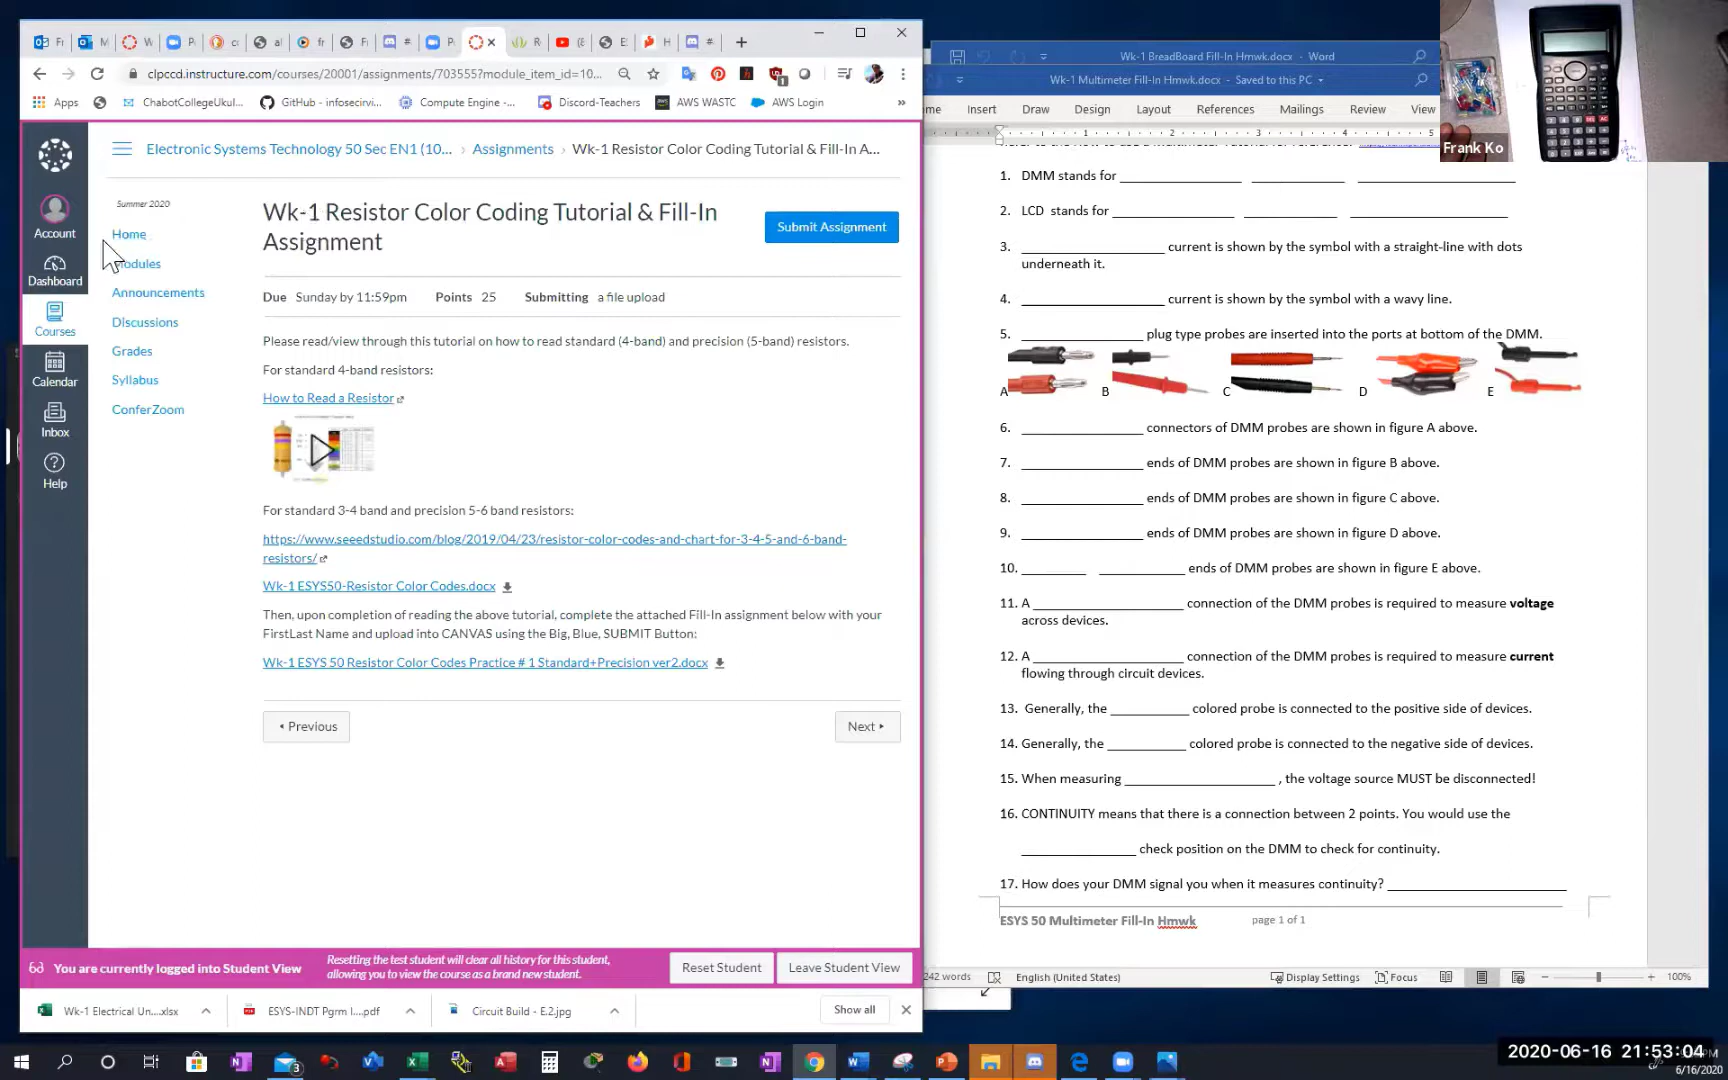 clpccd.instructure.com/courses/20001/assignments/703555?module_item_id=10...
Apps
ChabotCollegeUkul...
GitHub - infosecirvi...
Compute Engine -...
Discord-Teachers
AWS WASTC
AWS Login
»
Account
Dashboard
Courses
Calendar
Inbox
Help
Electronic Systems Technology 50 Sec EN1 (10... › Assignments › Wk-1 Resistor Color Coding Tutorial & Fill-In A...
Summer 2020
Home
Modules
Announcements
Discussions
Grades
Syllabus
ConferZoom
Wk-1 Resistor Color Coding Tutorial & Fill-In
Assignment
Submit Assignment
Due Sunday by 11:59pm Points 25 Submitting a file upload
Please read/view through this tutorial on how to read standard (4-band) and precision (5-band) resistors.
For standard 4-band resistors:
How to Read a Resistor
For standard 3-4 band and precision 5-6 band resistors:
https://www.seeedstudio.com/blog/2019/04/23/resistor-color-codes-and-chart-for-3-4-5-and-6-band-
resistors/
Wk-1 ESYS50-Resistor Color Codes.docx
Then, upon completion of reading the above tutorial, complete the attached Fill-In assignment below with your
FirstLast Name and upload into CANVAS using the Big, Blue, SUBMIT Button;
Wk-1 ESYS 50 Resistor Color Codes Practice # 1 Standard+Precision ver2.docx
Previous
Next
You are currently logged into Student View
Resetting the test student will clear all history for this student,
allowing you to view the course as a brand new student.
Reset Student
Leave Student View
Wk-1 Electrical Un....xlsx
ESYS-INDT Pgrm I....pdf
Circuit Build - E.2.jpg
Show all
Wk-1 BreadBoard Fill-In Hmwk.docx - Word
Wk-1 Multimeter Fill-In Hmwk.docx - Saved to this PC
Insert Draw Design Layout References Mailings Review View
1. DMM stands for ____ ____ ____
2. LCD stands for ____ ____ ____
3. ____ current is shown by the symbol with a straight-line with dots
underneath it.
4. ____ current is shown by the symbol with a wavy line.
5. ____ plug type probes are inserted into the ports at bottom of the DMM.
A B C D E
6. ____ connectors of DMM probes are shown in figure A above.
7. ____ ends of DMM probes are shown in figure B above.
8. ____ ends of DMM probes are shown in figure C above.
9. ____ ends of DMM probes are shown in figure D above.
10. ____ ____ ends of DMM probes are shown in figure E above.
11. A ____ connection of the DMM probes is required to measure voltage
across devices.
12. A ____ connection of the DMM probes is required to measure current
flowing through circuit devices.
13. Generally, the ____ colored probe is connected to the positive side of devices.
14. Generally, the ____ colored probe is connected to the negative side of devices.
15. When measuring ____ , the voltage source MUST be disconnected!
16. CONTINUITY means that there is a connection between 2 points. You would use the
____ check position on the DMM to check for continuity.
17. How does your DMM signal you when it measures continuity? ____
ESYS 50 Multimeter Fill-In Hmwk page 1 of 1
242 words English (United States) Display Settings Focus 100%
Frank Ko
2020-06-16 21:53:04
6/16/2020